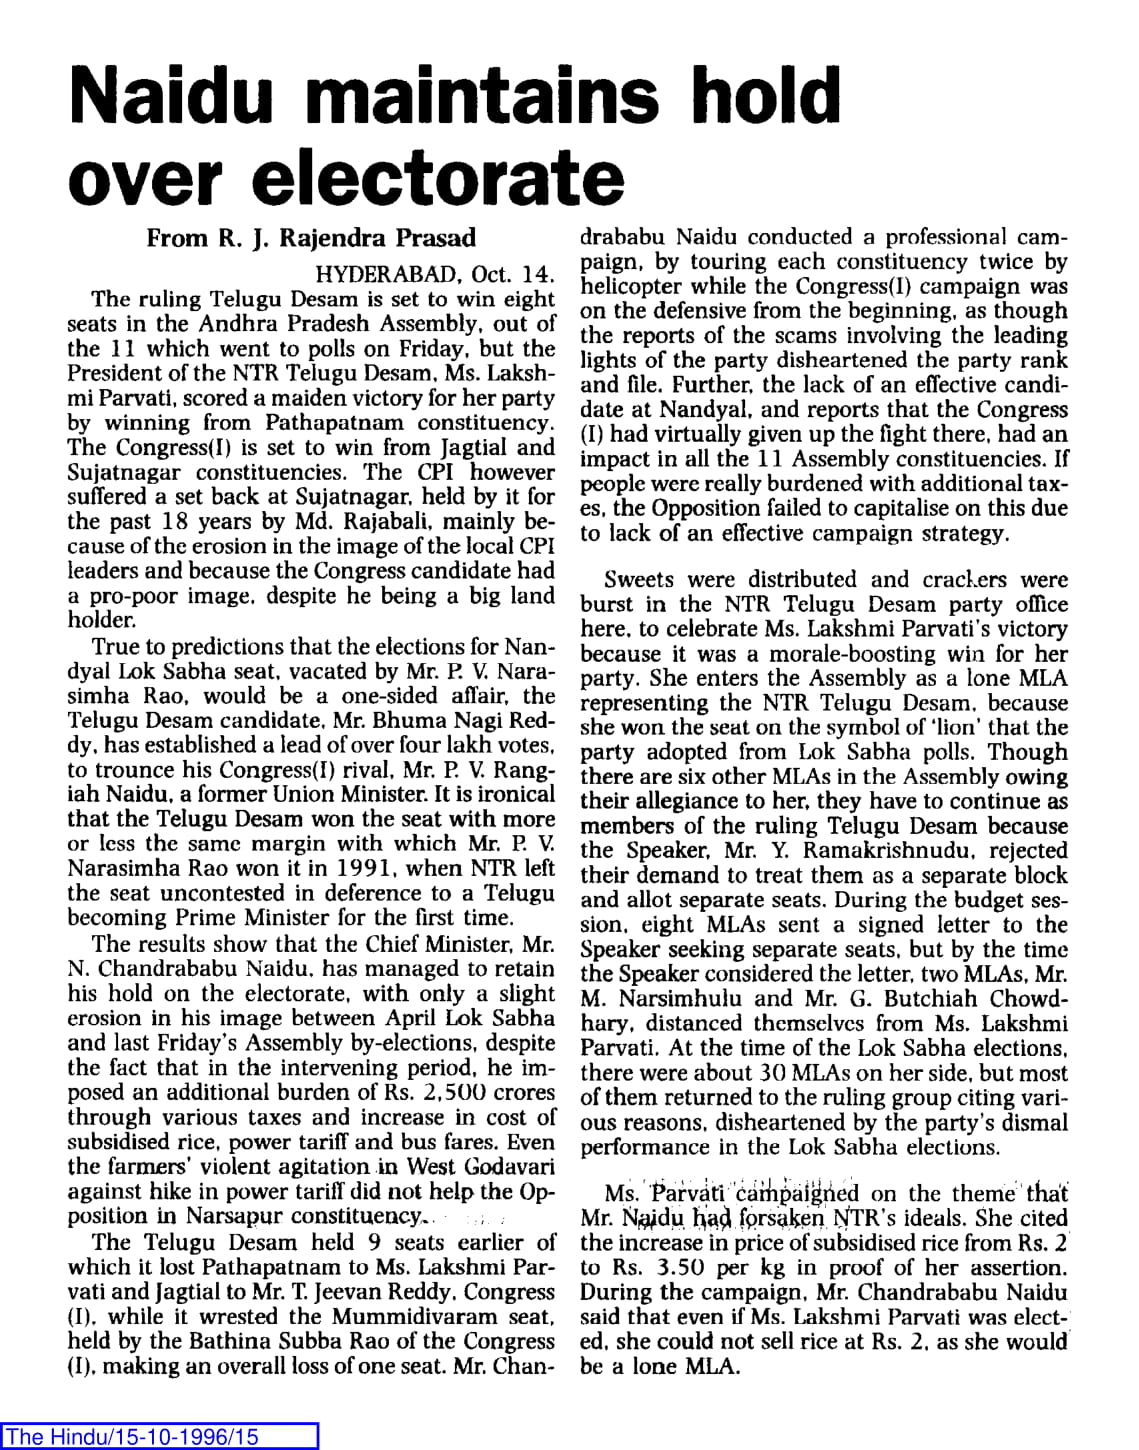 Naidu maintains hold
over electorate
From R. J. Rajendra Prasad
HYDERABAD, Oct. 14.
The ruling Telugu Desam is set to win eight
seats in the Andhra Pradesh Assembly, out of
the 11 which went to polls on Friday, but the
President of the NTR Telugu Desam, Ms. Laksh-
mi Parvati, scored a maiden victory for her party
by winning from Pathapatnam constituency.
The Congress(I) is set to win from Jagtial and
Sujatnagar constituencies. The CPI however
suffered a set back at Sujatnagar, held by it for
the past 18 years by Md. Rajabali, mainly be-
cause of the erosion in the image of the local CPI
leaders and because the Congress candidate had
a pro-poor image, despite he being a big land
holder.
True to predictions that the elections for Nan-
dyal Lok Sabha seat, vacated by Mr. P. V. Nara-
simha Rao, would be a one-sided affair, the
Telugu Desam candidate, Mr. Bhuma Nagi Red-
dy, has established a lead of over four lakh votes,
to trounce his Congress(I) rival, Mr. P. V. Rang-
iah Naidu, a former Union Minister. It is ironical
that the Telugu Desam won the seat with more
or less the same margin with which Mr. P. V.
Narasimha Rao won it in 1991, when NTR left
the seat uncontested in deference to a Telugu
becoming Prime Minister for the first time.
The results show that the Chief Minister, Mr.
N. Chandrababu Naidu, has managed to retain
his hold on the electorate, with only a slight
erosion in his image between April Lok Sabha
and last Friday's Assembly by-elections, despite
the fact that in the intervening period, he im-
posed an additional burden of Rs. 2,500 crores
through various taxes and increase in cost of
subsidised rice, power tariff and bus fares. Even
the farmers' violent agitation in West Godavari
against hike in power tariff did not help the Op-
position in Narsapur constituency.
The Telugu Desam held 9 seats earlier of
which it lost Pathapatnam to Ms. Lakshmi Par-
vati and Jagtial to Mr. T. Jeevan Reddy, Congress
(I), while it wrested the Mummidivaram seat,
held by the Bathina Subba Rao of the Congress
(I), making an overall loss of one seat. Mr. Chan-
drababu Naidu conducted a professional cam-
paign, by touring each constituency twice by
helicopter while the Congress(I) campaign was
on the defensive from the beginning, as though
the reports of the scams involving the leading
lights of the party disheartened the party rank
and file. Further, the lack of an effective candi-
date at Nandyal, and reports that the Congress
(I) had virtually given up the fight there, had an
impact in all the 11 Assembly constituencies. If
people were really burdened with additional tax-
es, the Opposition failed to capitalise on this due
to lack of an effective campaign strategy.
Sweets were distributed and crackers were
burst in the NTR Telugu Desam party office
here, to celebrate Ms. Lakshmi Parvati's victory
because it was a morale-boosting win for her
party. She enters the Assembly as a lone MLA
representing the NTR Telugu Desam, because
she won the seat on the symbol of 'lion' that the
party adopted from Lok Sabha polls. Though
there are six other MLAs in the Assembly owing
their allegiance to her, they have to continue as
members of the ruling Telugu Desam because
the Speaker, Mr. Y. Ramakrishnudu, rejected
their demand to treat them as a separate block
and allot separate seats. During the budget ses-
sion, eight MLAs sent a signed letter to the
Speaker seeking separate seats, but by the time
the Speaker considered the letter, two MLAs, Mr.
M. Narsimhulu and Mr. G. Butchiah Chowd-
hary, distanced themselves from Ms. Lakshmi
Parvati. At the time of the Lok Sabha elections,
there were about 30 MLAs on her side, but most
of them returned to the ruling group citing vari-
ous reasons, disheartened by the party's dismal
performance in the Lok Sabha elections.
Ms. Parvati campaigned on the theme that
Mr. Naidu had forsaken NTR's ideals. She cited
the increase in price of subsidised rice from Rs. 2
to Rs. 3.50 per kg in proof of her assertion.
During the campaign, Mr. Chandrababu Naidu
said that even if Ms. Lakshmi Parvati was elect-
ed, she could not sell rice at Rs. 2, as she would
be a lone MLA.
The Hindu/15-10-1996/15